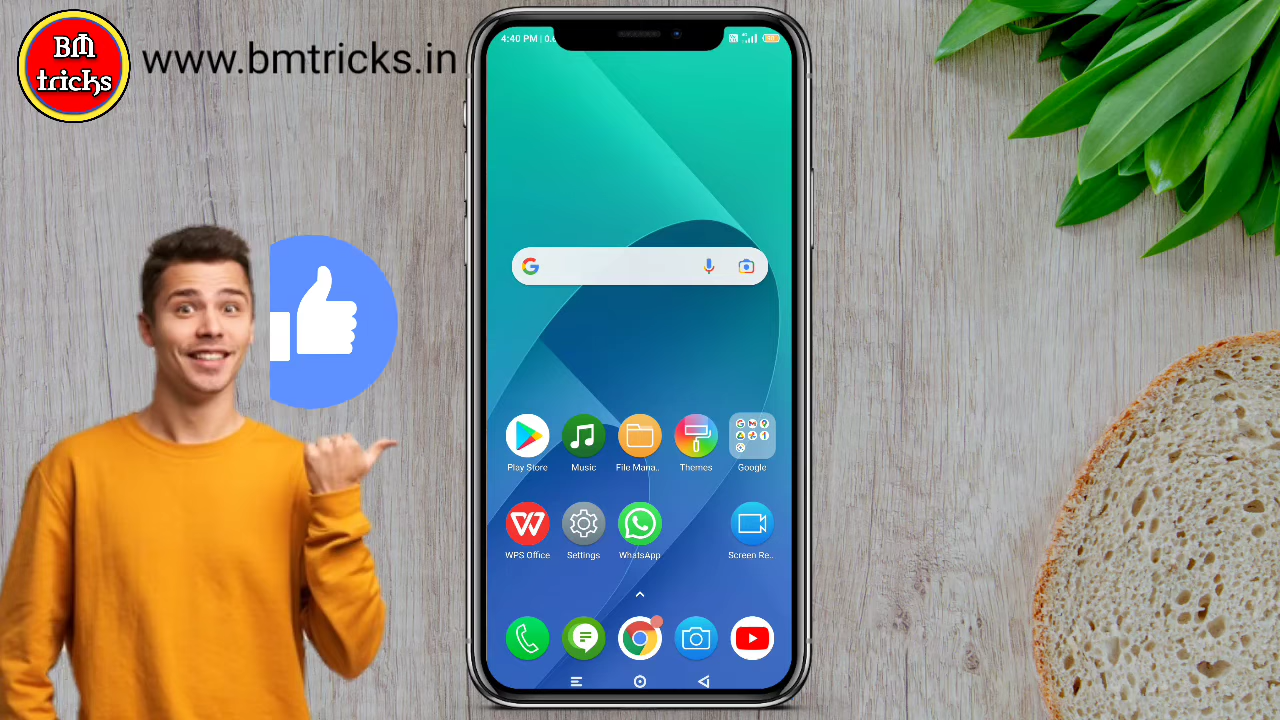 BM
tricks
www.bmtricks.in
4:40 PM | 0.
Play Store
Music
File Mana..
Themes
Google
WPS Office
Settings
WhatsApp
Screen Re..